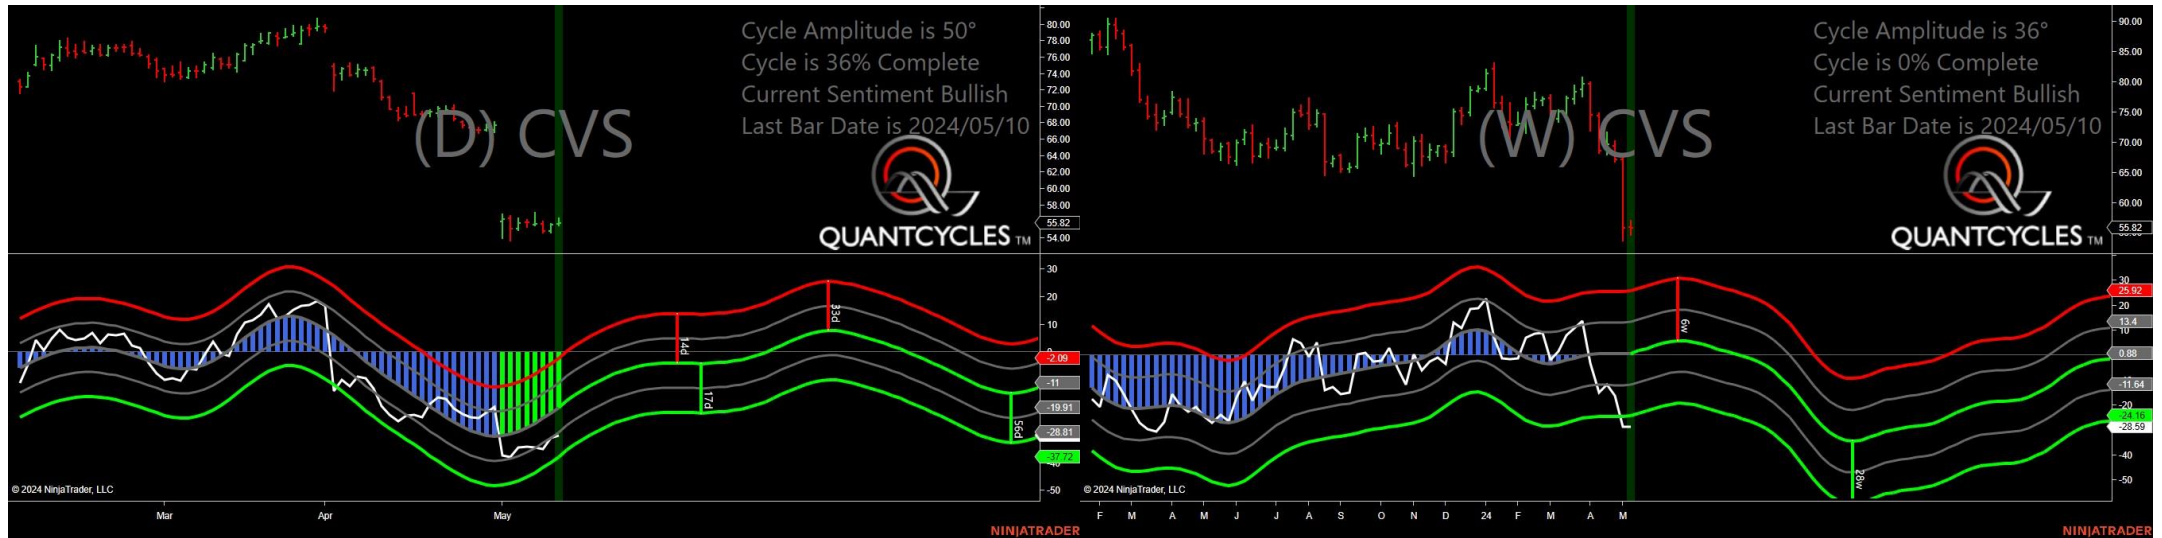 Cycle Amplitude is 50°
Cycle is 36% Complete
Current Sentiment Bullish
Last Bar Date is 2024/05/10
(D) CVS
QUANTCYCLES TM
80.00
78.00
76.00
74.00
72.00
70.00
68.00
66.00
64.00
62.00
60.00
58.00
55.82
54.00
30
20
10
0
-2.09
-11
-19.91
-28.81
-37.72
-40
-50
14d
17d
33d
56d
© 2024 NinjaTrader, LLC
Mar
Apr
May
NINJATRADER
Cycle Amplitude is 36°
Cycle is 0% Complete
Current Sentiment Bullish
Last Bar Date is 2024/05/10
(W) CVS
QUANTCYCLES TM
90.00
85.00
80.00
75.00
70.00
65.00
60.00
55.82
30
25.92
20
13.4
10
0.88
-11.64
-20
-24.16
-28.59
-40
-50
6w
28w
© 2024 NinjaTrader, LLC
F M A M J J A S O N D 24 F M A M
NINJATRADER